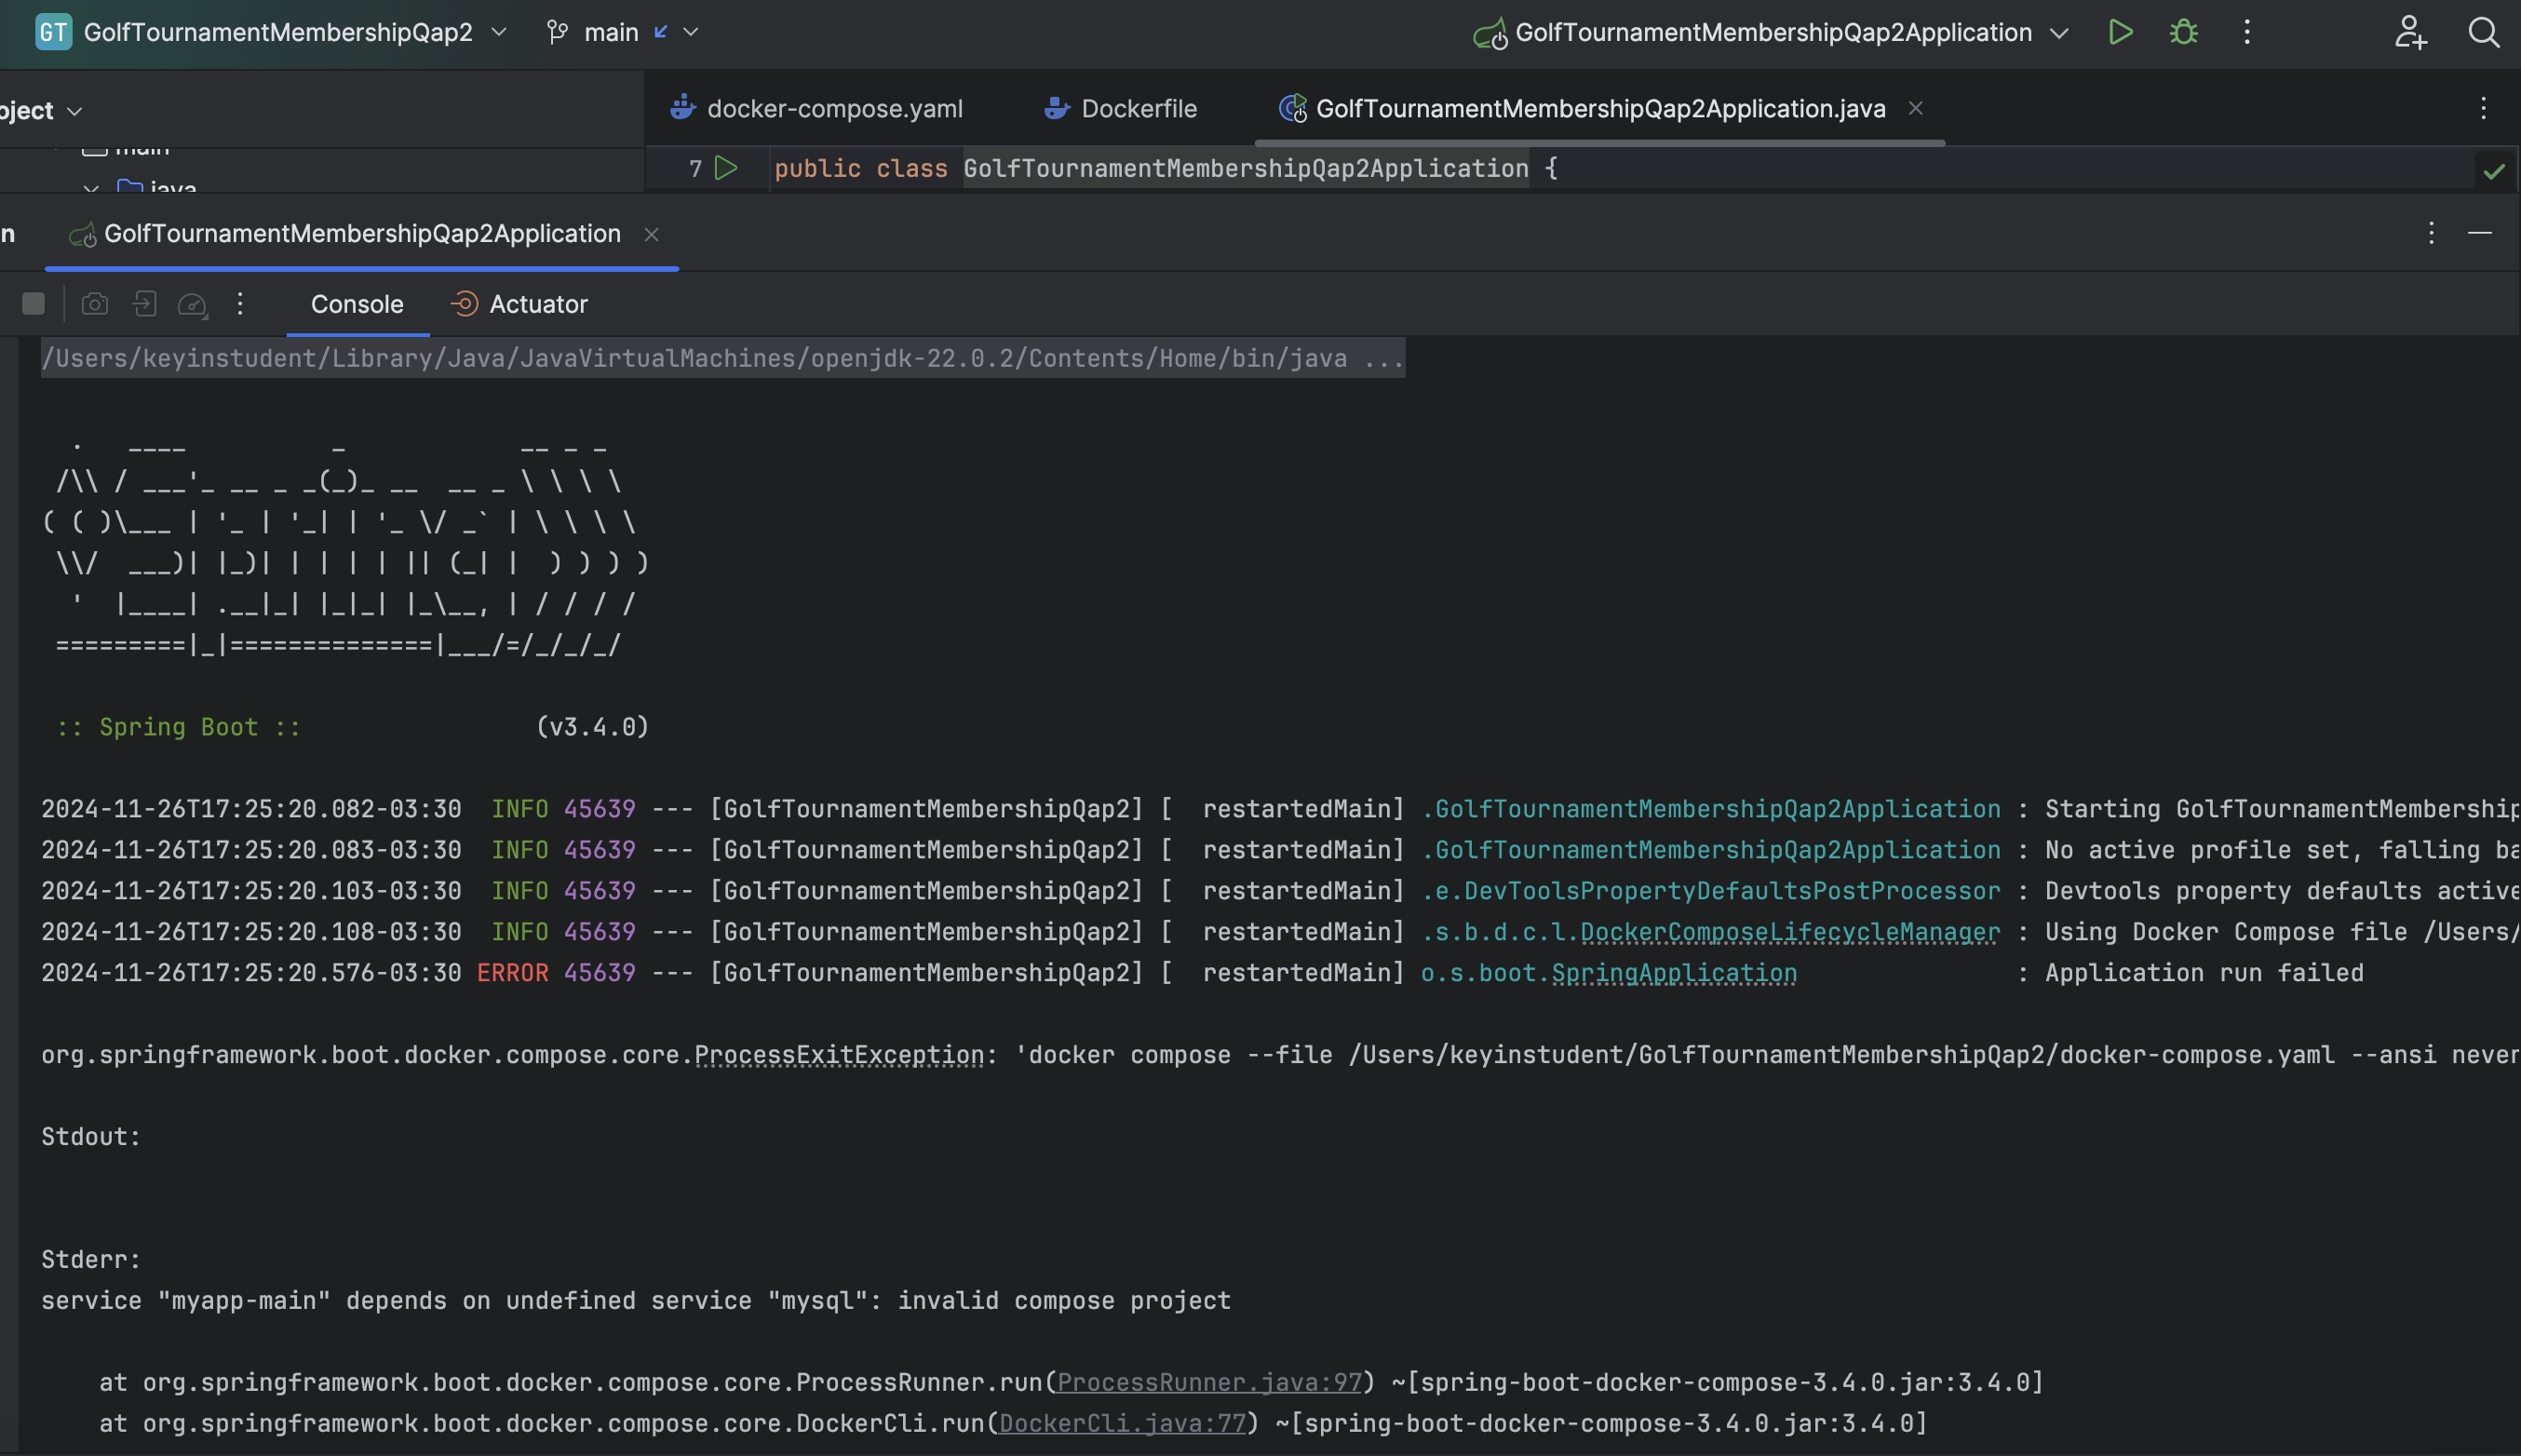 GT GolfTournamentMembershipQap2 main GolfTournamentMembershipQap2Application
oject docker-compose.yaml Dockerfile GolfTournamentMembershipQap2Application.java
main
java
7 public class GolfTournamentMembershipQap2Application {
n GolfTournamentMembershipQap2Application
Console Actuator
/Users/keyinstudent/Library/Java/JavaVirtualMachines/openjdk-22.0.2/Contents/Home/bin/java ...
  .   ____          _            __ _ _
 /\\ / ___'_ __ _ _(_)_ __  __ _ \ \ \ \
( ( )\___ | '_ | '_| | '_ \/ _` | \ \ \ \
 \\/  ___)| |_)| | | | | || (_| |  ) ) ) )
  '  |____| .__|_| |_|_| |_\__, | / / / /
 =========|_|==============|___/=/_/_/_/
:: Spring Boot :: (v3.4.0)
2024-11-26T17:25:20.082-03:30  INFO 45639 --- [GolfTournamentMembershipQap2] [  restartedMain] .GolfTournamentMembershipQap2Application : Starting GolfTournamentMembership
2024-11-26T17:25:20.083-03:30  INFO 45639 --- [GolfTournamentMembershipQap2] [  restartedMain] .GolfTournamentMembershipQap2Application : No active profile set, falling ba
2024-11-26T17:25:20.103-03:30  INFO 45639 --- [GolfTournamentMembershipQap2] [  restartedMain] .e.DevToolsPropertyDefaultsPostProcessor : Devtools property defaults active
2024-11-26T17:25:20.108-03:30  INFO 45639 --- [GolfTournamentMembershipQap2] [  restartedMain] .s.b.d.c.l.DockerComposeLifecycleManager : Using Docker Compose file /Users/
2024-11-26T17:25:20.576-03:30 ERROR 45639 --- [GolfTournamentMembershipQap2] [  restartedMain] o.s.boot.SpringApplication               : Application run failed
org.springframework.boot.docker.compose.core.ProcessExitException: 'docker compose --file /Users/keyinstudent/GolfTournamentMembershipQap2/docker-compose.yaml --ansi never
Stdout:
Stderr:
service "myapp-main" depends on undefined service "mysql": invalid compose project
at org.springframework.boot.docker.compose.core.ProcessRunner.run(ProcessRunner.java:97) ~[spring-boot-docker-compose-3.4.0.jar:3.4.0]
at org.springframework.boot.docker.compose.core.DockerCli.run(DockerCli.java:77) ~[spring-boot-docker-compose-3.4.0.jar:3.4.0]